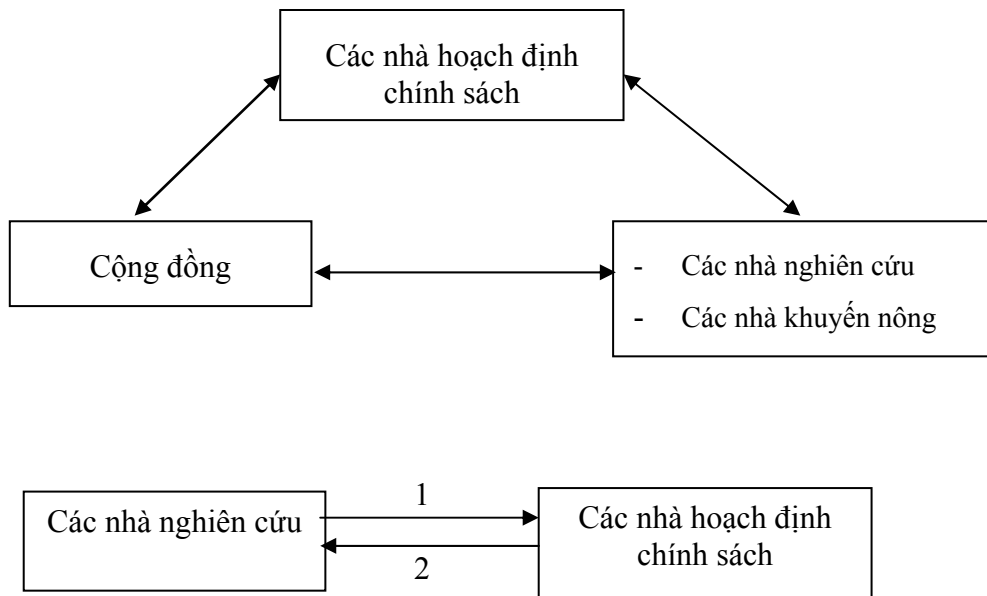 Các nhà hoạch định
chính sách
Cộng đồng
- Các nhà nghiên cứu
- Các nhà khuyến nông
1
Các nhà nghiên cứu
Các nhà hoạch định
chính sách
2